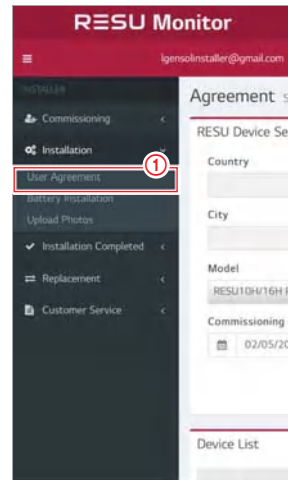 RESU Monitor
lgensolinstaller@gmail.com
INSTALLER
Commissioning
Installation
①
User Agreement
Battery Installation
Upload Photos
Installation Completed
Replacement
Customer Service
Agreement
RESU Device Se
Country
City
Model
RESU10H/16H
Commissioning
02/05/20
Device List